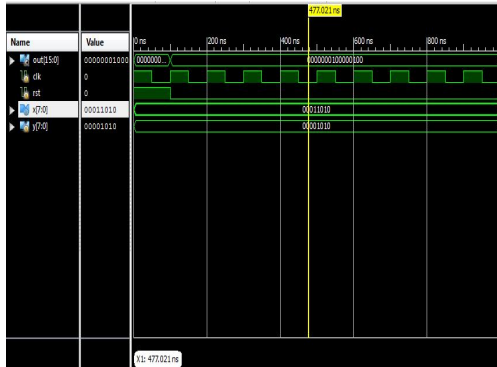 477.021 ns
Name Value 0 ns 200 ns 400 ns 600 ns 800 ns
out[15:0] 00000001000 0000000... 0000000100000100
clk 0
rst 0
x[7:0] 00011010 00011010
y[7:0] 00001010 00001010
X1: 477.021 ns